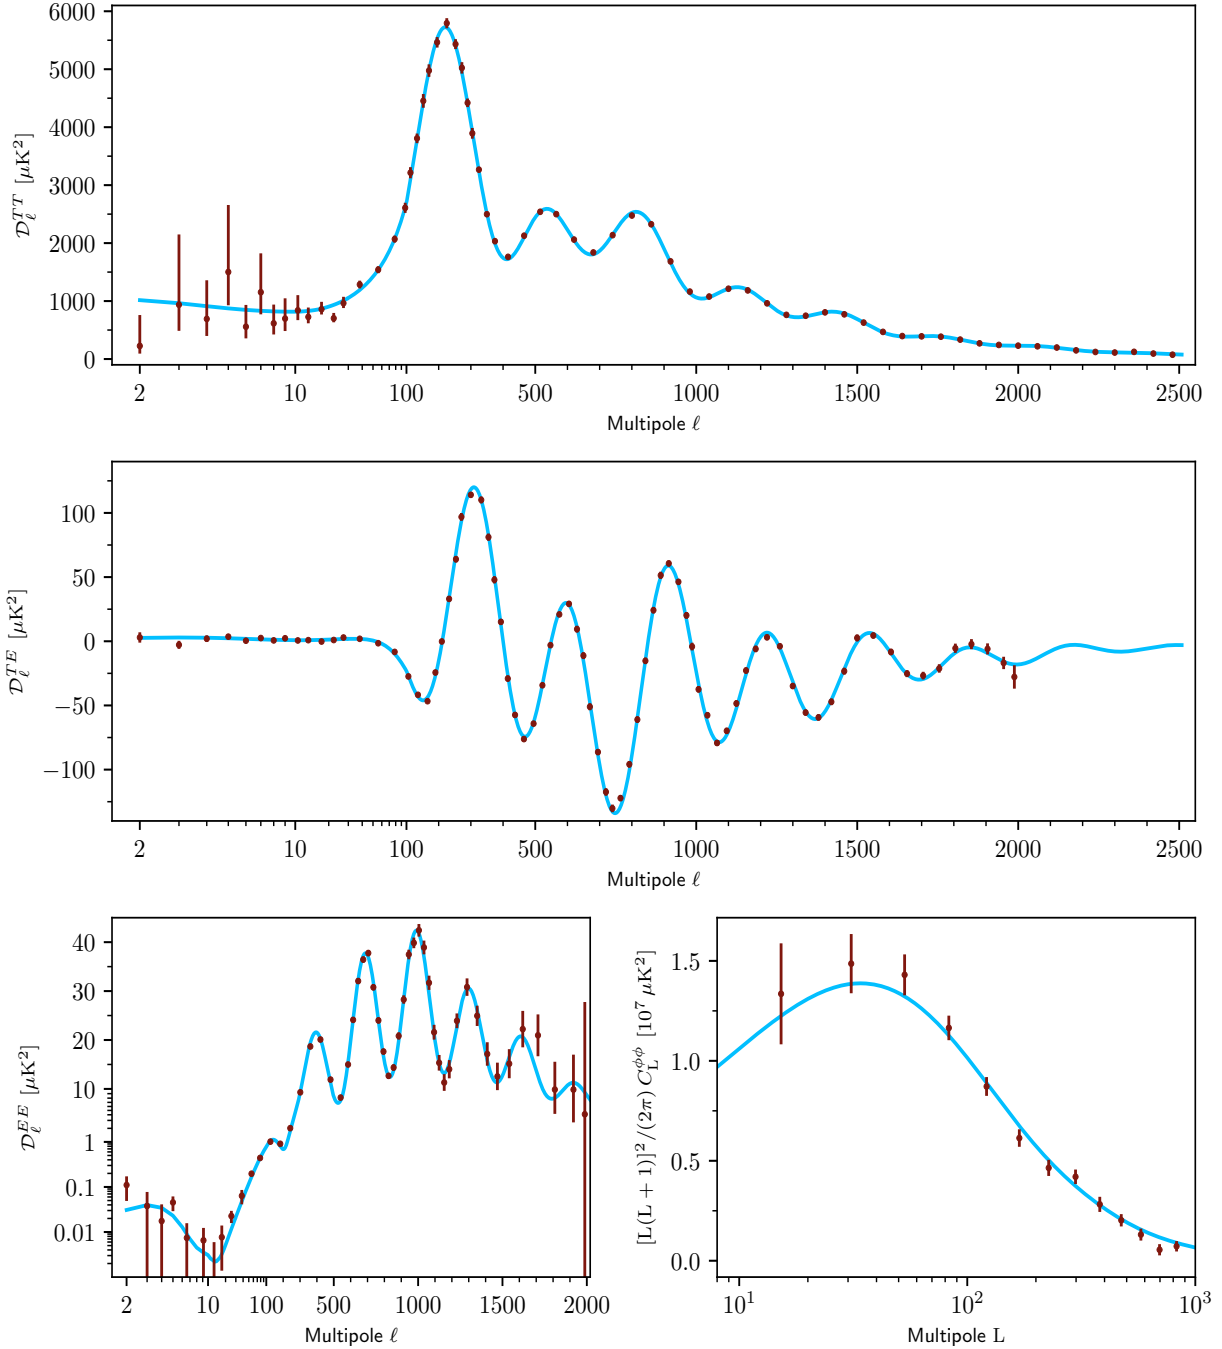 6000
5000
4000
3000
2000
1000
0
𝒟ℓ^TT [μK²]
2 10 100 500 1000 1500 2000 2500
Multipole ℓ
100
50
0
−50
−100
𝒟ℓ^TE [μK²]
2 10 100 500 1000 1500 2000 2500
Multipole ℓ
40
30
20
10
1
0.1
0.01
𝒟ℓ^EE [μK²]
2 10 100 500 1000 1500 2000
Multipole ℓ
1.5
1.0
0.5
0.0
[L(L + 1)]²/(2π) C_L^ϕϕ [10⁷ μK²]
10¹ 10² 10³
Multipole L